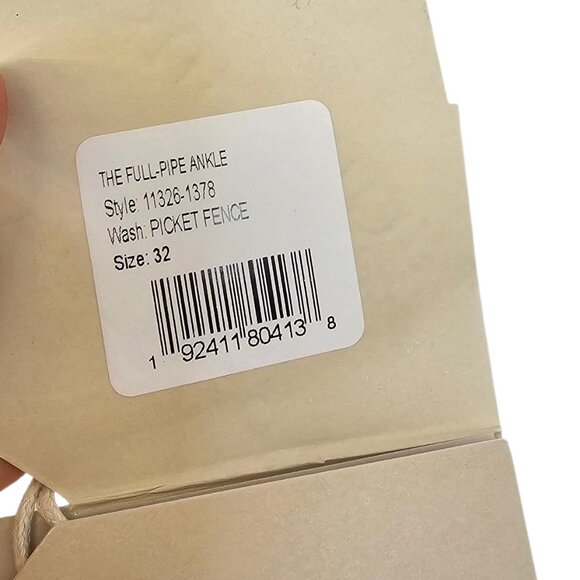 THE FULL-PIPE ANKLE
Style: 11326-1378
Wash: PICKET FENCE
Size: 32
1 92411 80413 8